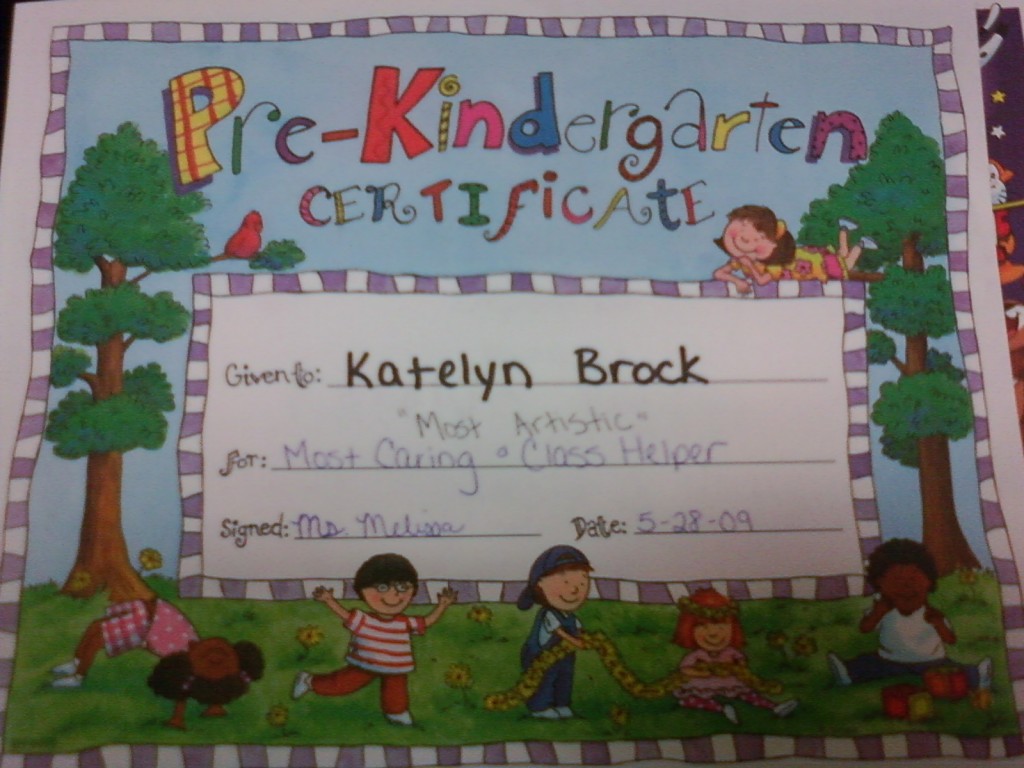 Pre-Kindergarten
CERTIFICATE
Given to: Katelyn Brock
"Most Artistic"
for: Most Caring • Class Helper
Signed: Ms. Melissa Date: 5-28-09